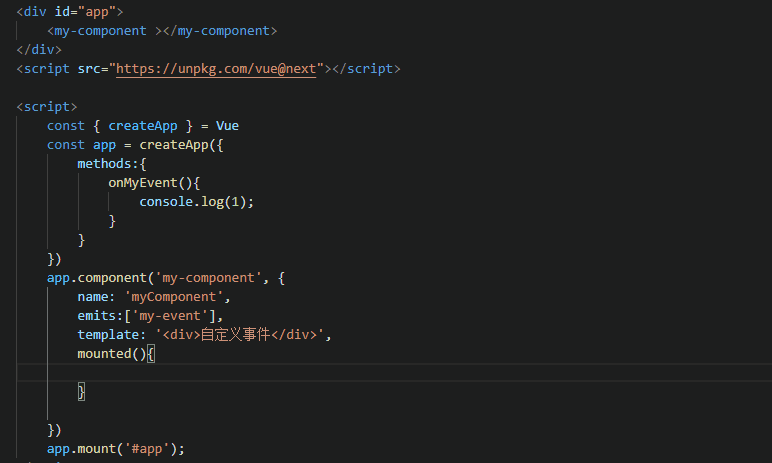 <div id="app">
    <my-component ></my-component>
</div>
<script src="https://unpkg.com/vue@next"></script>

<script>
    const { createApp } = Vue
    const app = createApp({
        methods:{
            onMyEvent(){
                console.log(1);
            }
        }
    })
    app.component('my-component', {
        name: 'myComponent',
        emits:['my-event'],
        template: '<div>自定义事件</div>',
        mounted(){

        }

    })
    app.mount('#app');